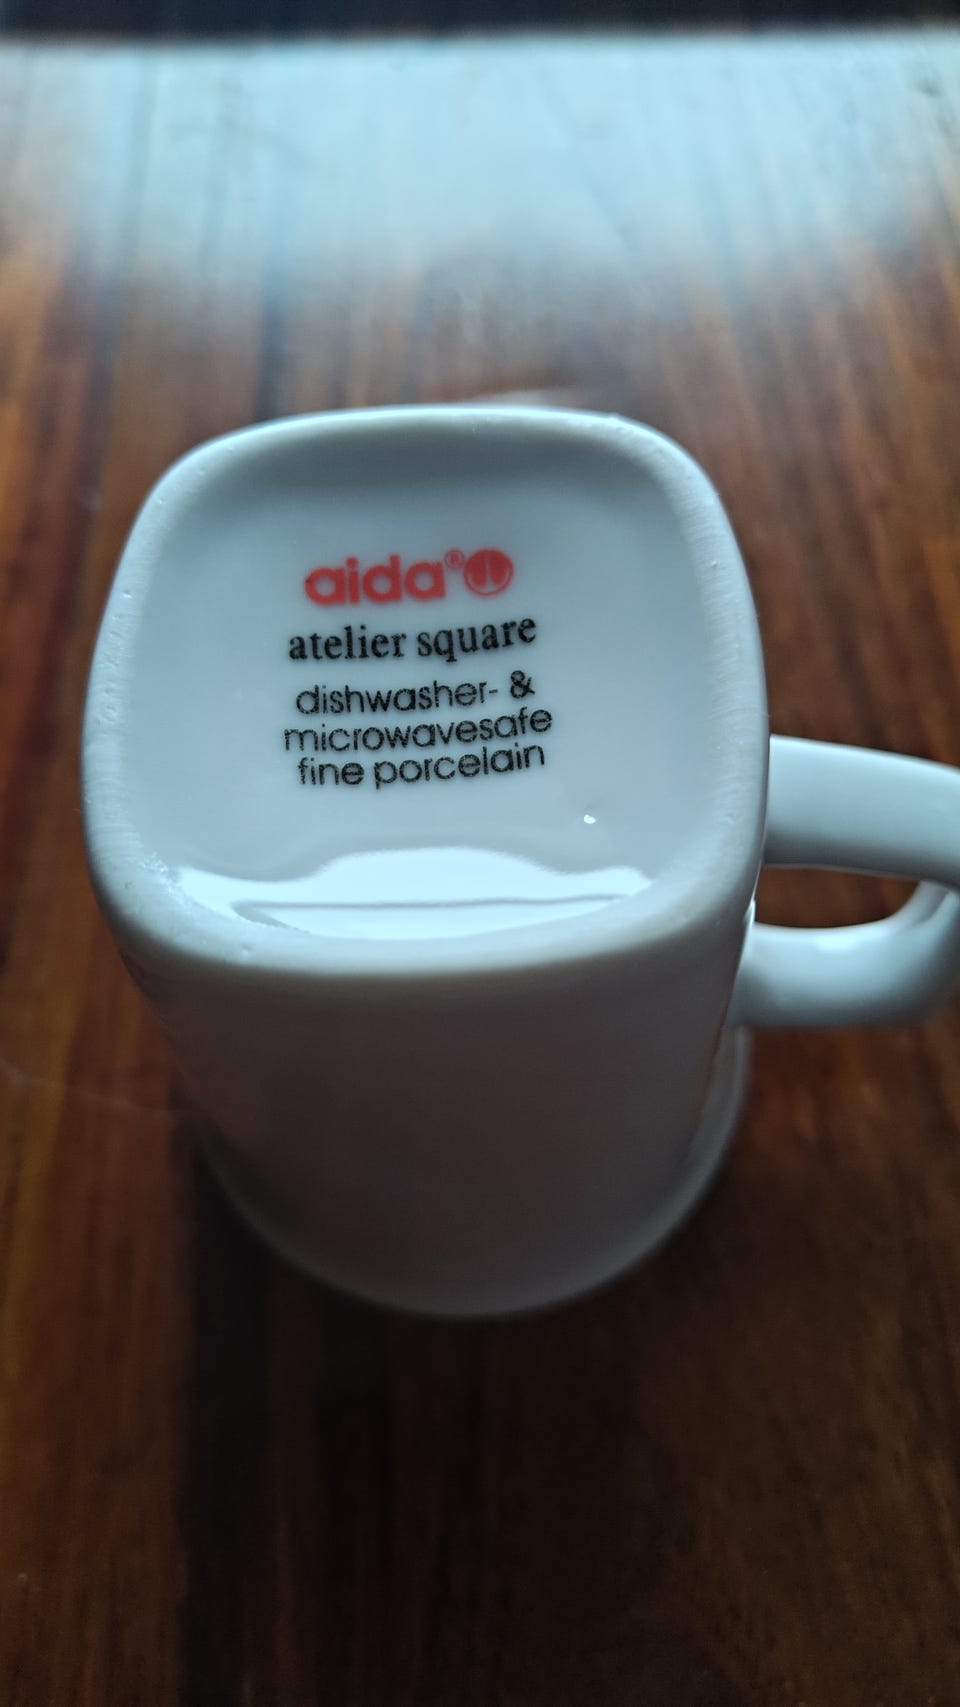 aida®
atelier square
dishwasher- &
microwavesafe
fine porcelain